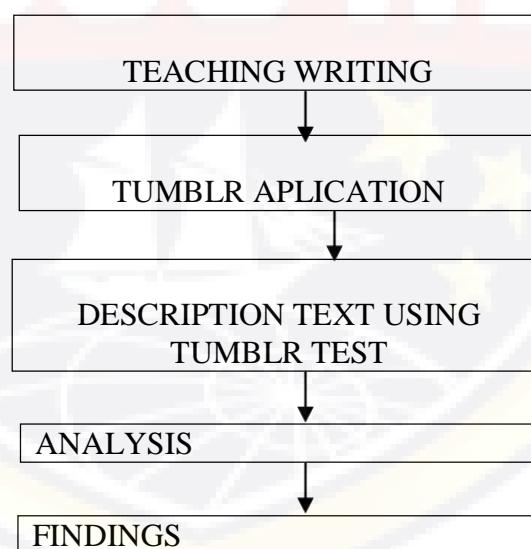 TEACHING WRITING
TUMBLR APLICATION
DESCRIPTION TEXT USING
TUMBLR TEST
ANALYSIS
FINDINGS